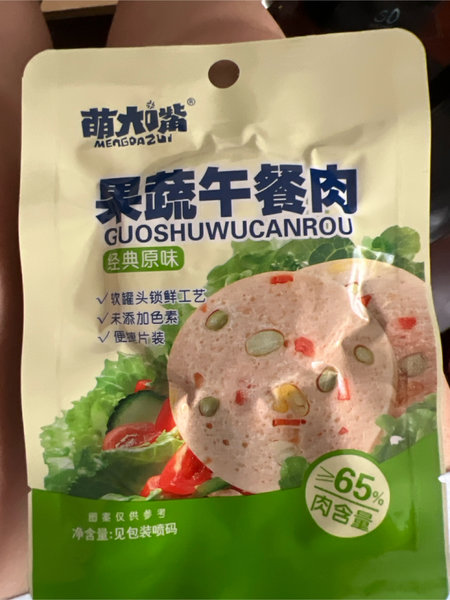 萌大嘴®
MENGDAZUI
果蔬午餐肉
GUOSHUWUCANROU
经典原味
✓软罐头锁鲜工艺
✓未添加色素
✓便捷片装
≥65%
肉含量
图案仅供参考
净含量:见包装喷码